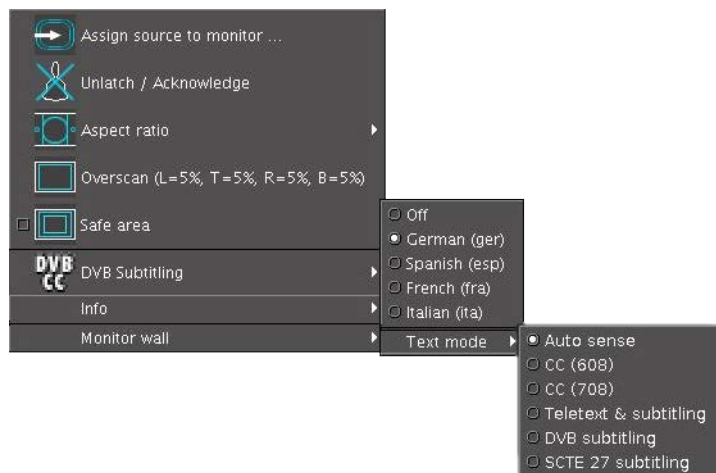 Assign source to monitor ...
Unlatch / Acknowledge
Aspect ratio
Overscan (L=5%, T=5%, R=5%, B=5%)
Safe area
DVB
CC
DVB Subtitling
Info
Monitor wall
Off
German (ger)
Spanish (esp)
French (fra)
Italian (ita)
Text mode
Auto sense
CC (608)
CC (708)
Teletext & subtitling
DVB subtitling
SCTE 27 subtitling